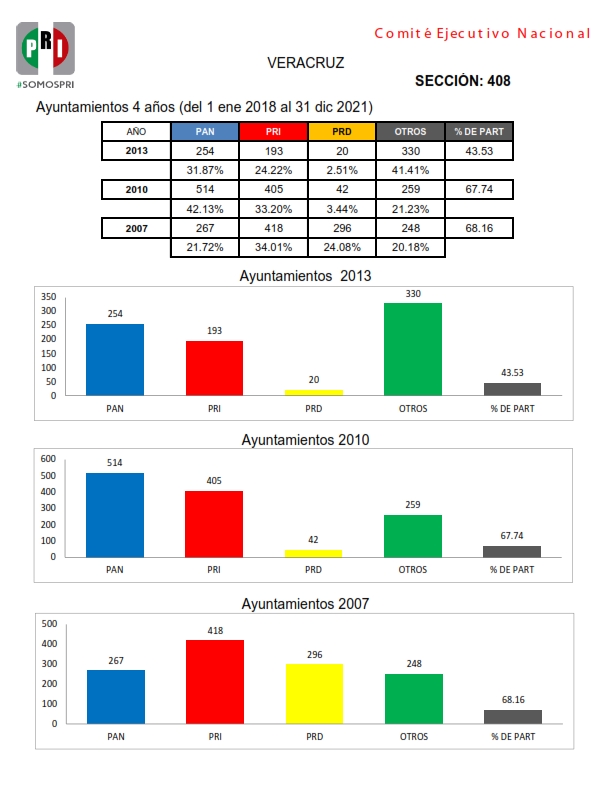 Comité Ejecutivo Nacional
PRI
#SOMOSPRI
VERACRUZ
SECCIÓN: 408
Ayuntamientos 4 años (del 1 ene 2018 al 31 dic 2021)
AÑO PAN PRI PRD OTROS % DE PART
2013 254 193 20 330 43.53
31.87% 24.22% 2.51% 41.41%
2010 514 405 42 259 67.74
42.13% 33.20% 3.44% 21.23%
2007 267 418 296 248 68.16
21.72% 34.01% 24.08% 20.18%
Ayuntamientos 2013
350
300
250
200
150
100
50
0
254 193 20 330 43.53
PAN PRI PRD OTROS % DE PART
Ayuntamientos 2010
600
500
400
300
200
100
0
514 405 42 259 67.74
PAN PRI PRD OTROS % DE PART
Ayuntamientos 2007
500
400
300
200
100
0
267 418 296 248 68.16
PAN PRI PRD OTROS % DE PART